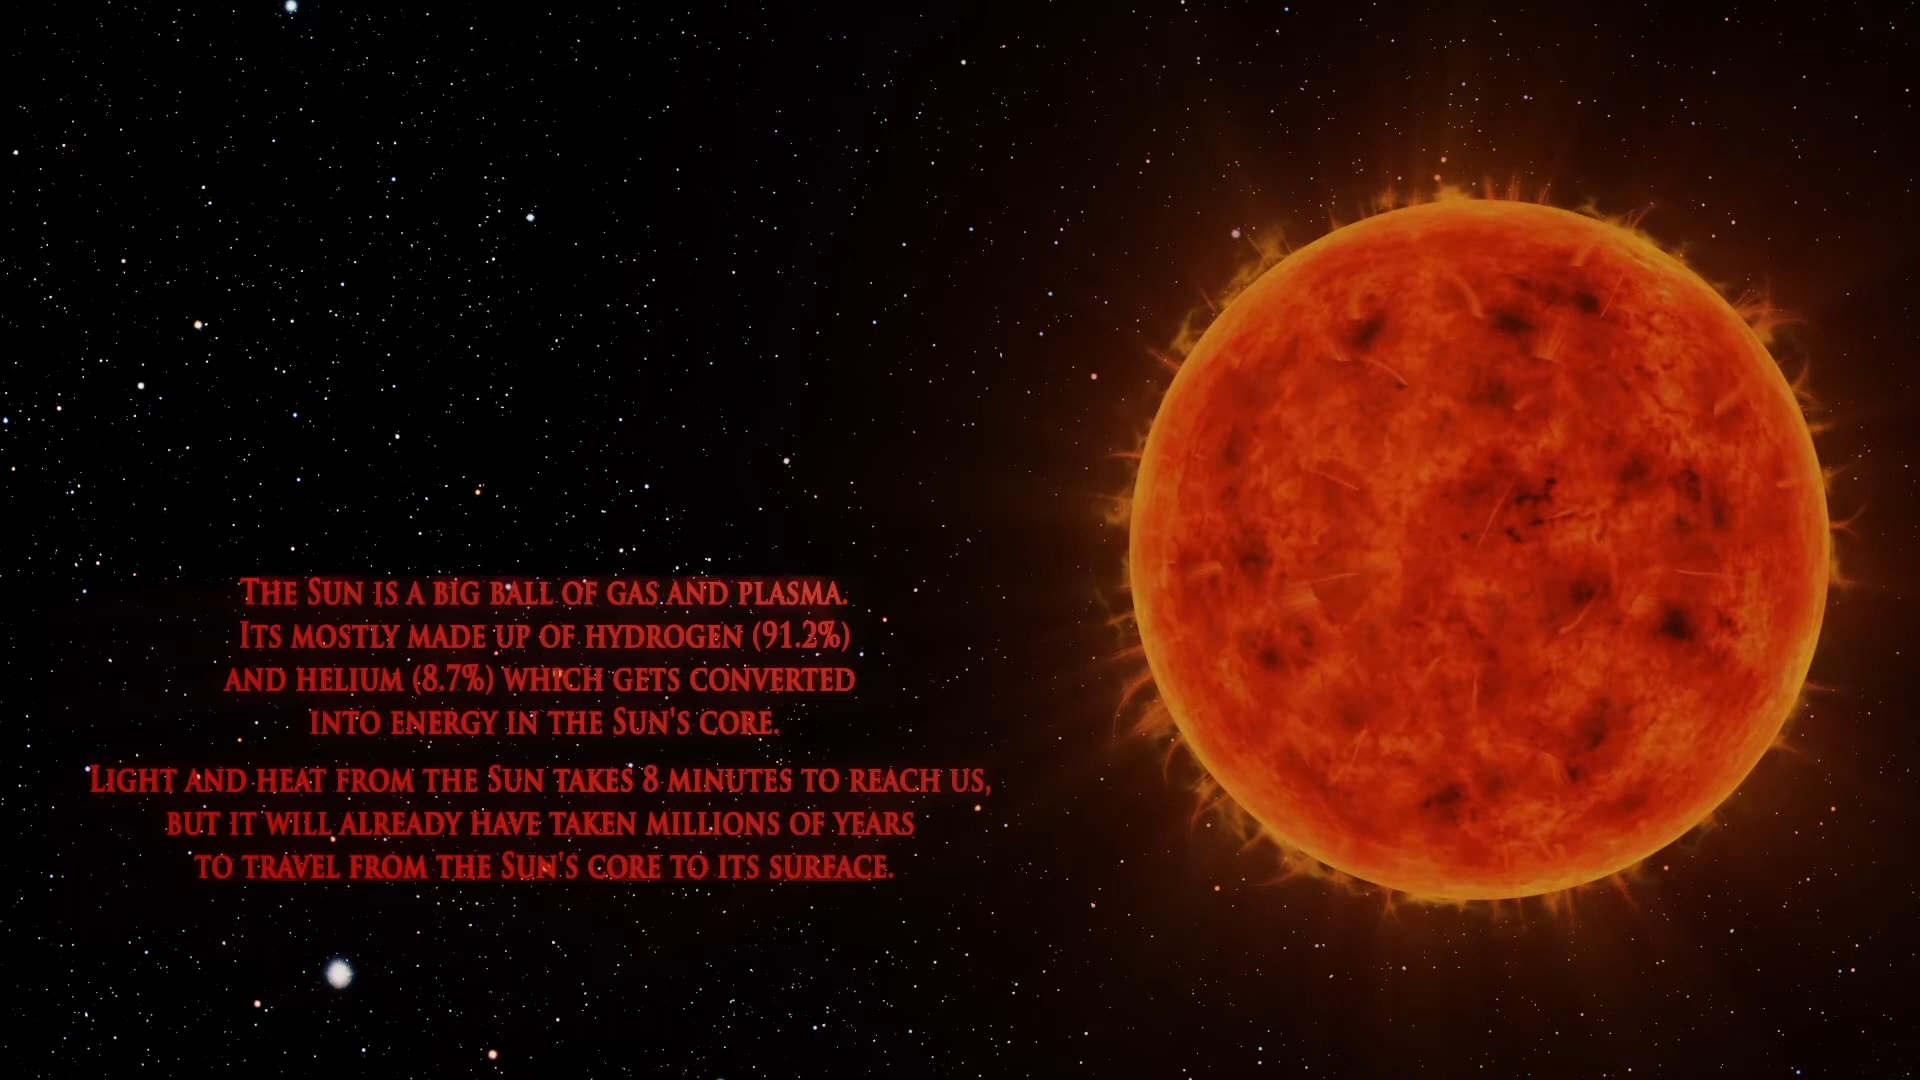 The Sun is a big ball of gas and plasma.
Its mostly made up of hydrogen (91.2%)
and helium (8.7%) which gets converted
into energy in the Sun's core.
Light and heat from the Sun takes 8 minutes to reach us,
but it will already have taken millions of years
to travel from the Sun's core to its surface.